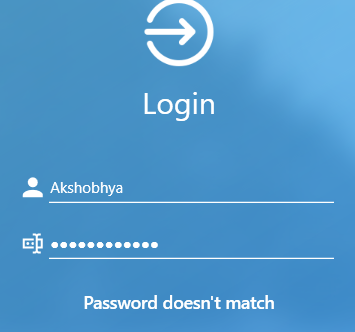 Login
Akshobhya
••••••••••••
Password doesn't match